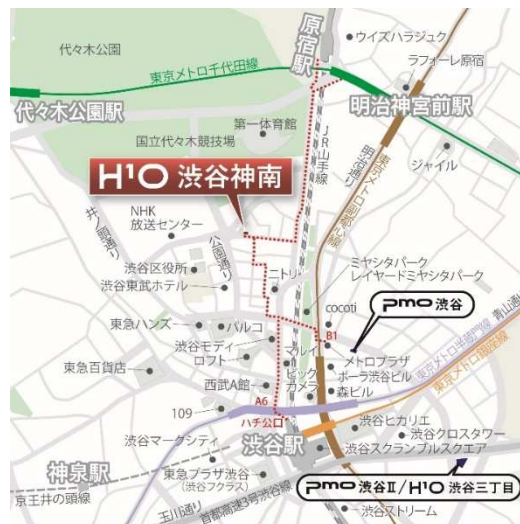 代々木公園
原宿駅
ウイズハラジュク
ラフォーレ原宿
東京メトロ千代田線
代々木公園駅
明治神宮前駅
第一体育館
国立代々木競技場
JR山手線
明治通り
東京メトロ副都心線
ジャイル
H¹O 渋谷神南
井ノ頭通り
NHK
放送センター
公園通り
渋谷区役所
渋谷東武ホテル
ニトリ
ミヤシタパーク
レイヤードミヤシタパーク
cocoti
PMO 渋谷
青山通り
東急ハンズ
パルコ
B1
渋谷モディ
ロフト
マルイ
メトロプラザ
ポーラ渋谷ビル
森ビル
東京メトロ半蔵門線
東京メトロ銀座線
東急百貨店
西武A館
ビック
カメラ
109
A6
ハチ公口
渋谷駅
渋谷ヒカリエ
渋谷クロスタワー
渋谷スクランブルスクエア
渋谷マークシティ
神泉駅
東急プラザ渋谷
(渋谷フクラス)
PMO 渋谷Ⅱ/H¹O 渋谷三丁目
京王井の頭線
玉川通り
首都高速3号渋谷線
渋谷ストリーム